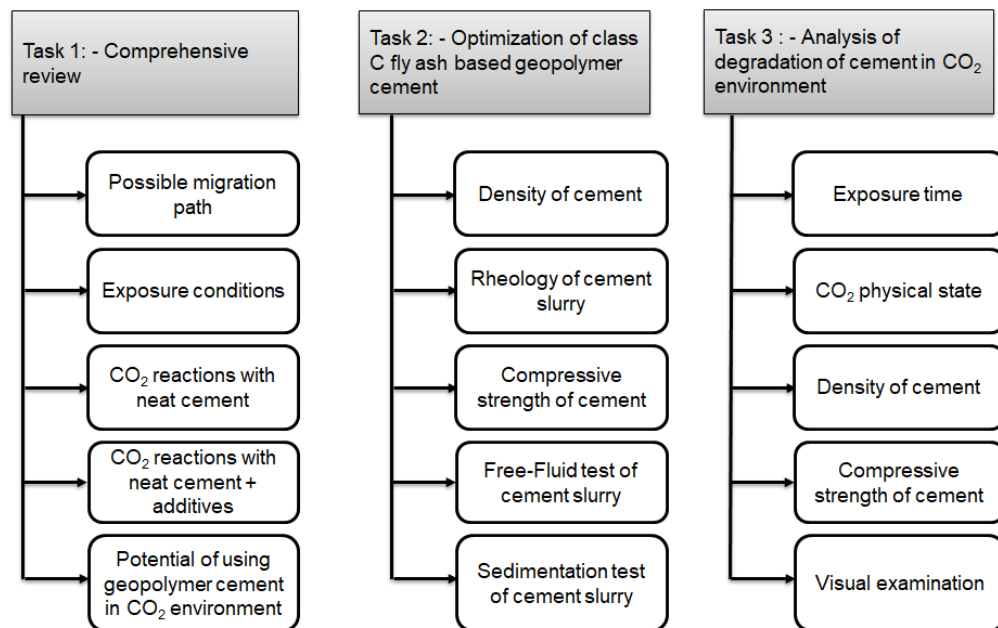 Task 1: - Comprehensive
review
Possible migration
path
Exposure conditions
CO₂ reactions with
neat cement
CO₂ reactions with
neat cement +
additives
Potential of using
geopolymer cement
in CO₂ environment
Task 2: - Optimization of class
C fly ash based geopolymer
cement
Density of cement
Rheology of cement
slurry
Compressive
strength of cement
Free-Fluid test of
cement slurry
Sedimentation test
of cement slurry
Task 3 : - Analysis of
degradation of cement in CO₂
environment
Exposure time
CO₂ physical state
Density of cement
Compressive
strength of cement
Visual examination